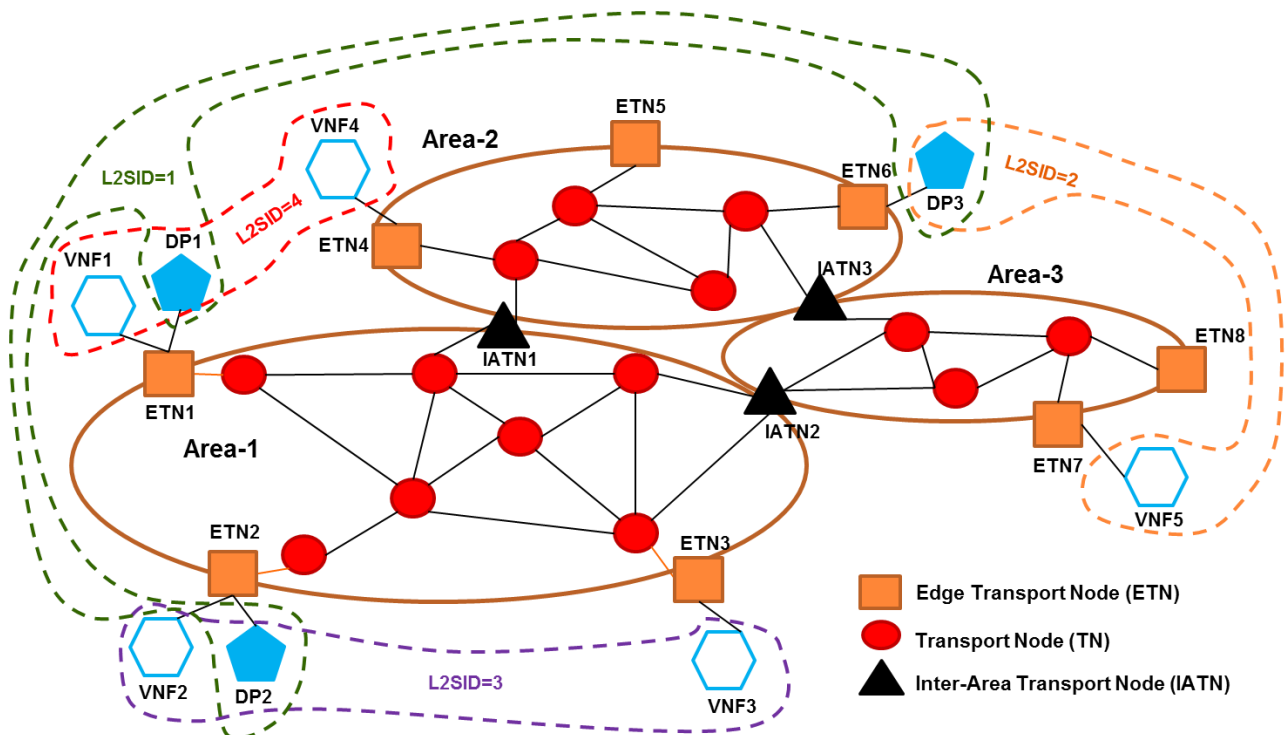 ETN5
VNF4
Area-2
ETN6
L2SID=1
L2SID=2
L2SID=4
DP3
DP1
ETN4
VNF1
IATN3
Area-3
IATN1
ETN8
ETN1
IATN2
Area-1
ETN7
VNF5
ETN2
ETN3
Edge Transport Node (ETN)
Transport Node (TN)
L2SID=3
Inter-Area Transport Node (IATN)
VNF2
DP2
VNF3